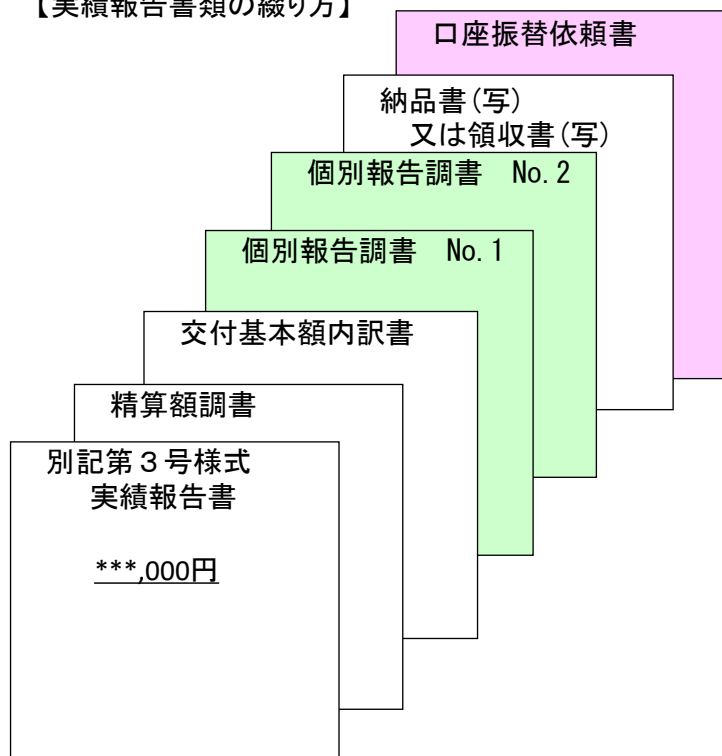 【実績報告書類の綴り方】
口座振替依頼書
納品書(写)
又は領収書(写)
個別報告調書　No.2
個別報告調書　No.1
交付基本額内訳書
精算額調書
別記第３号様式
実績報告書
***,000円